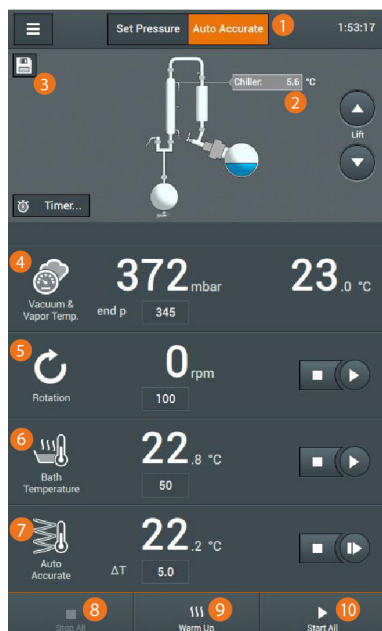 Set Pressure
Auto Accurate
1
1:53:17
3
Chiller: 5.6 °C
2
Lift
Timer...
4
372 mbar
23.0 °C
Vacuum &
Vapor Temp.
end p 345
5
0 rpm
Rotation
100
6
22.8 °C
Bath
Temperature
50
7
22.2 °C
Auto
Accurate
ΔT 5.0
8
9
10
Stop All
Warm Up
Start All